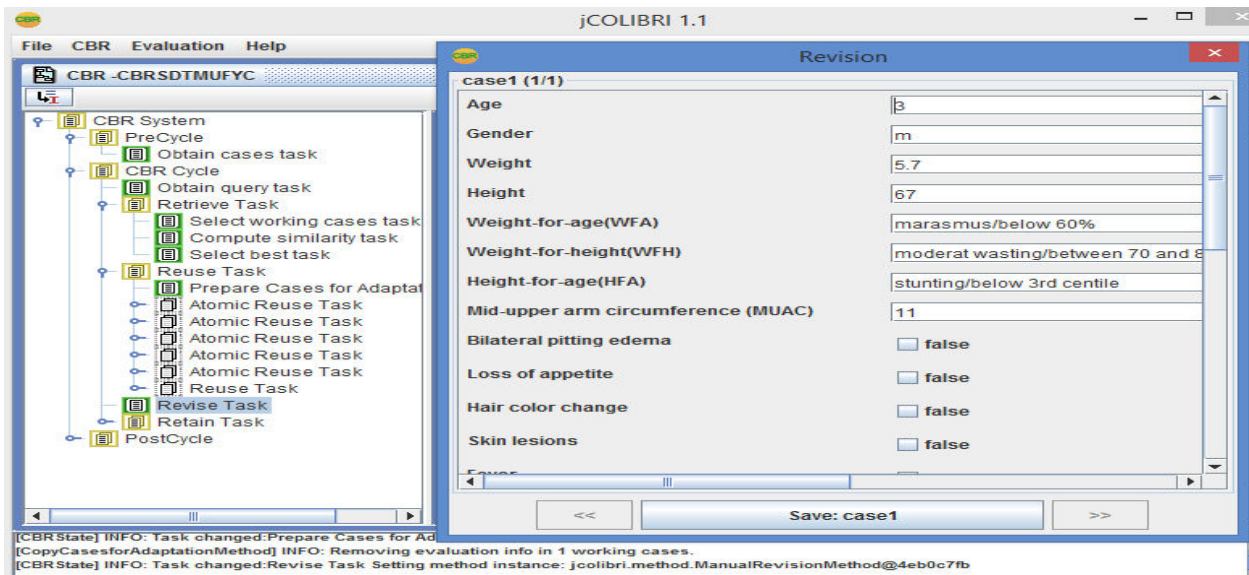 CBR
jCOLIBRI 1.1
File CBR Evaluation Help
CBR -CBRSDTMUFYC
CBR System
PreCycle
Obtain cases task
CBR Cycle
Obtain query task
Retrieve Task
Select working cases task
Compute similarity task
Select best task
Reuse Task
Prepare Cases for Adaptat
Atomic Reuse Task
Atomic Reuse Task
Atomic Reuse Task
Atomic Reuse Task
Atomic Reuse Task
Reuse Task
Revise Task
Retain Task
PostCycle
CBR
Revision
case1 (1/1)
Age 3
Gender m
Weight 5.7
Height 67
Weight-for-age(WFA) marasmus/below 60%
Weight-for-height(WFH) moderat wasting/between 70 and 8
Height-for-age(HFA) stunting/below 3rd centile
Mid-upper arm circumference (MUAC) 11
Bilateral pitting edema false
Loss of appetite false
Hair color change false
Skin lesions false
<< Save: case1 >>
[CBRState] INFO: Task changed:Prepare Cases for Ad
[CopyCasesforAdaptationMethod] INFO: Removing evaluation info in 1 working cases.
[CBRState] INFO: Task changed:Revise Task Setting method instance: jcolibri.method.ManualRevisionMethod@4eb0c7fb